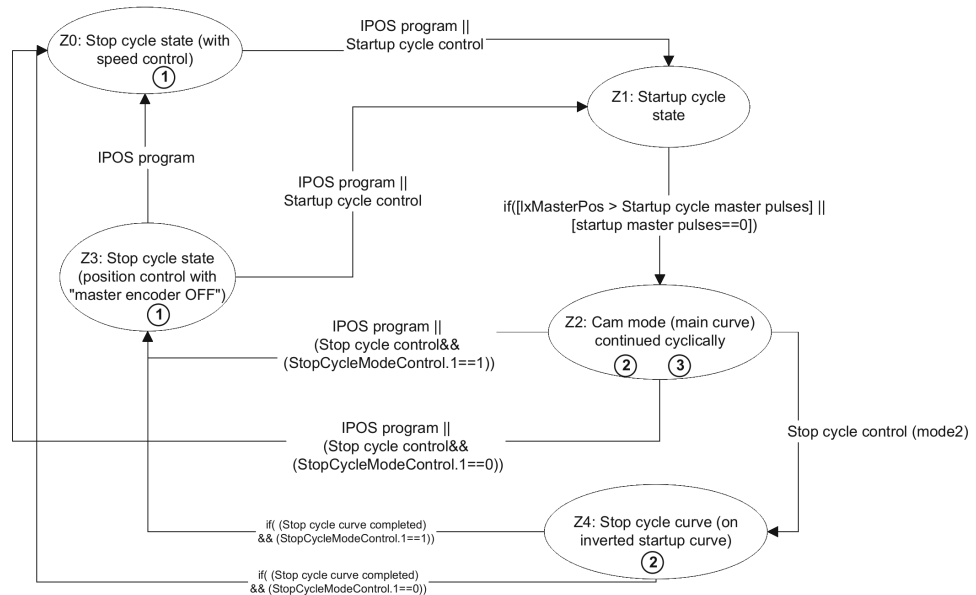 IPOS program ||
Startup cycle control
Z0: Stop cycle state (with
speed control)
1
Z1: Startup cycle
state
IPOS program
IPOS program ||
Startup cycle control
if([lxMasterPos > Startup cycle master pulses] ||
[startup master pulses==0])
Z3: Stop cycle state
(position control with
"master encoder OFF")
1
IPOS program ||
(Stop cycle control&&
(StopCycleModeControl.1==1))
Z2: Cam mode (main curve)
continued cyclically
2 3
IPOS program ||
(Stop cycle control&&
(StopCycleModeControl.1==0))
Stop cycle control (mode2)
if( (Stop cycle curve completed)
&& (StopCycleModeControl.1==1))
Z4: Stop cycle curve (on
inverted startup curve)
2
if( (Stop cycle curve completed)
&& (StopCycleModeControl.1==0))